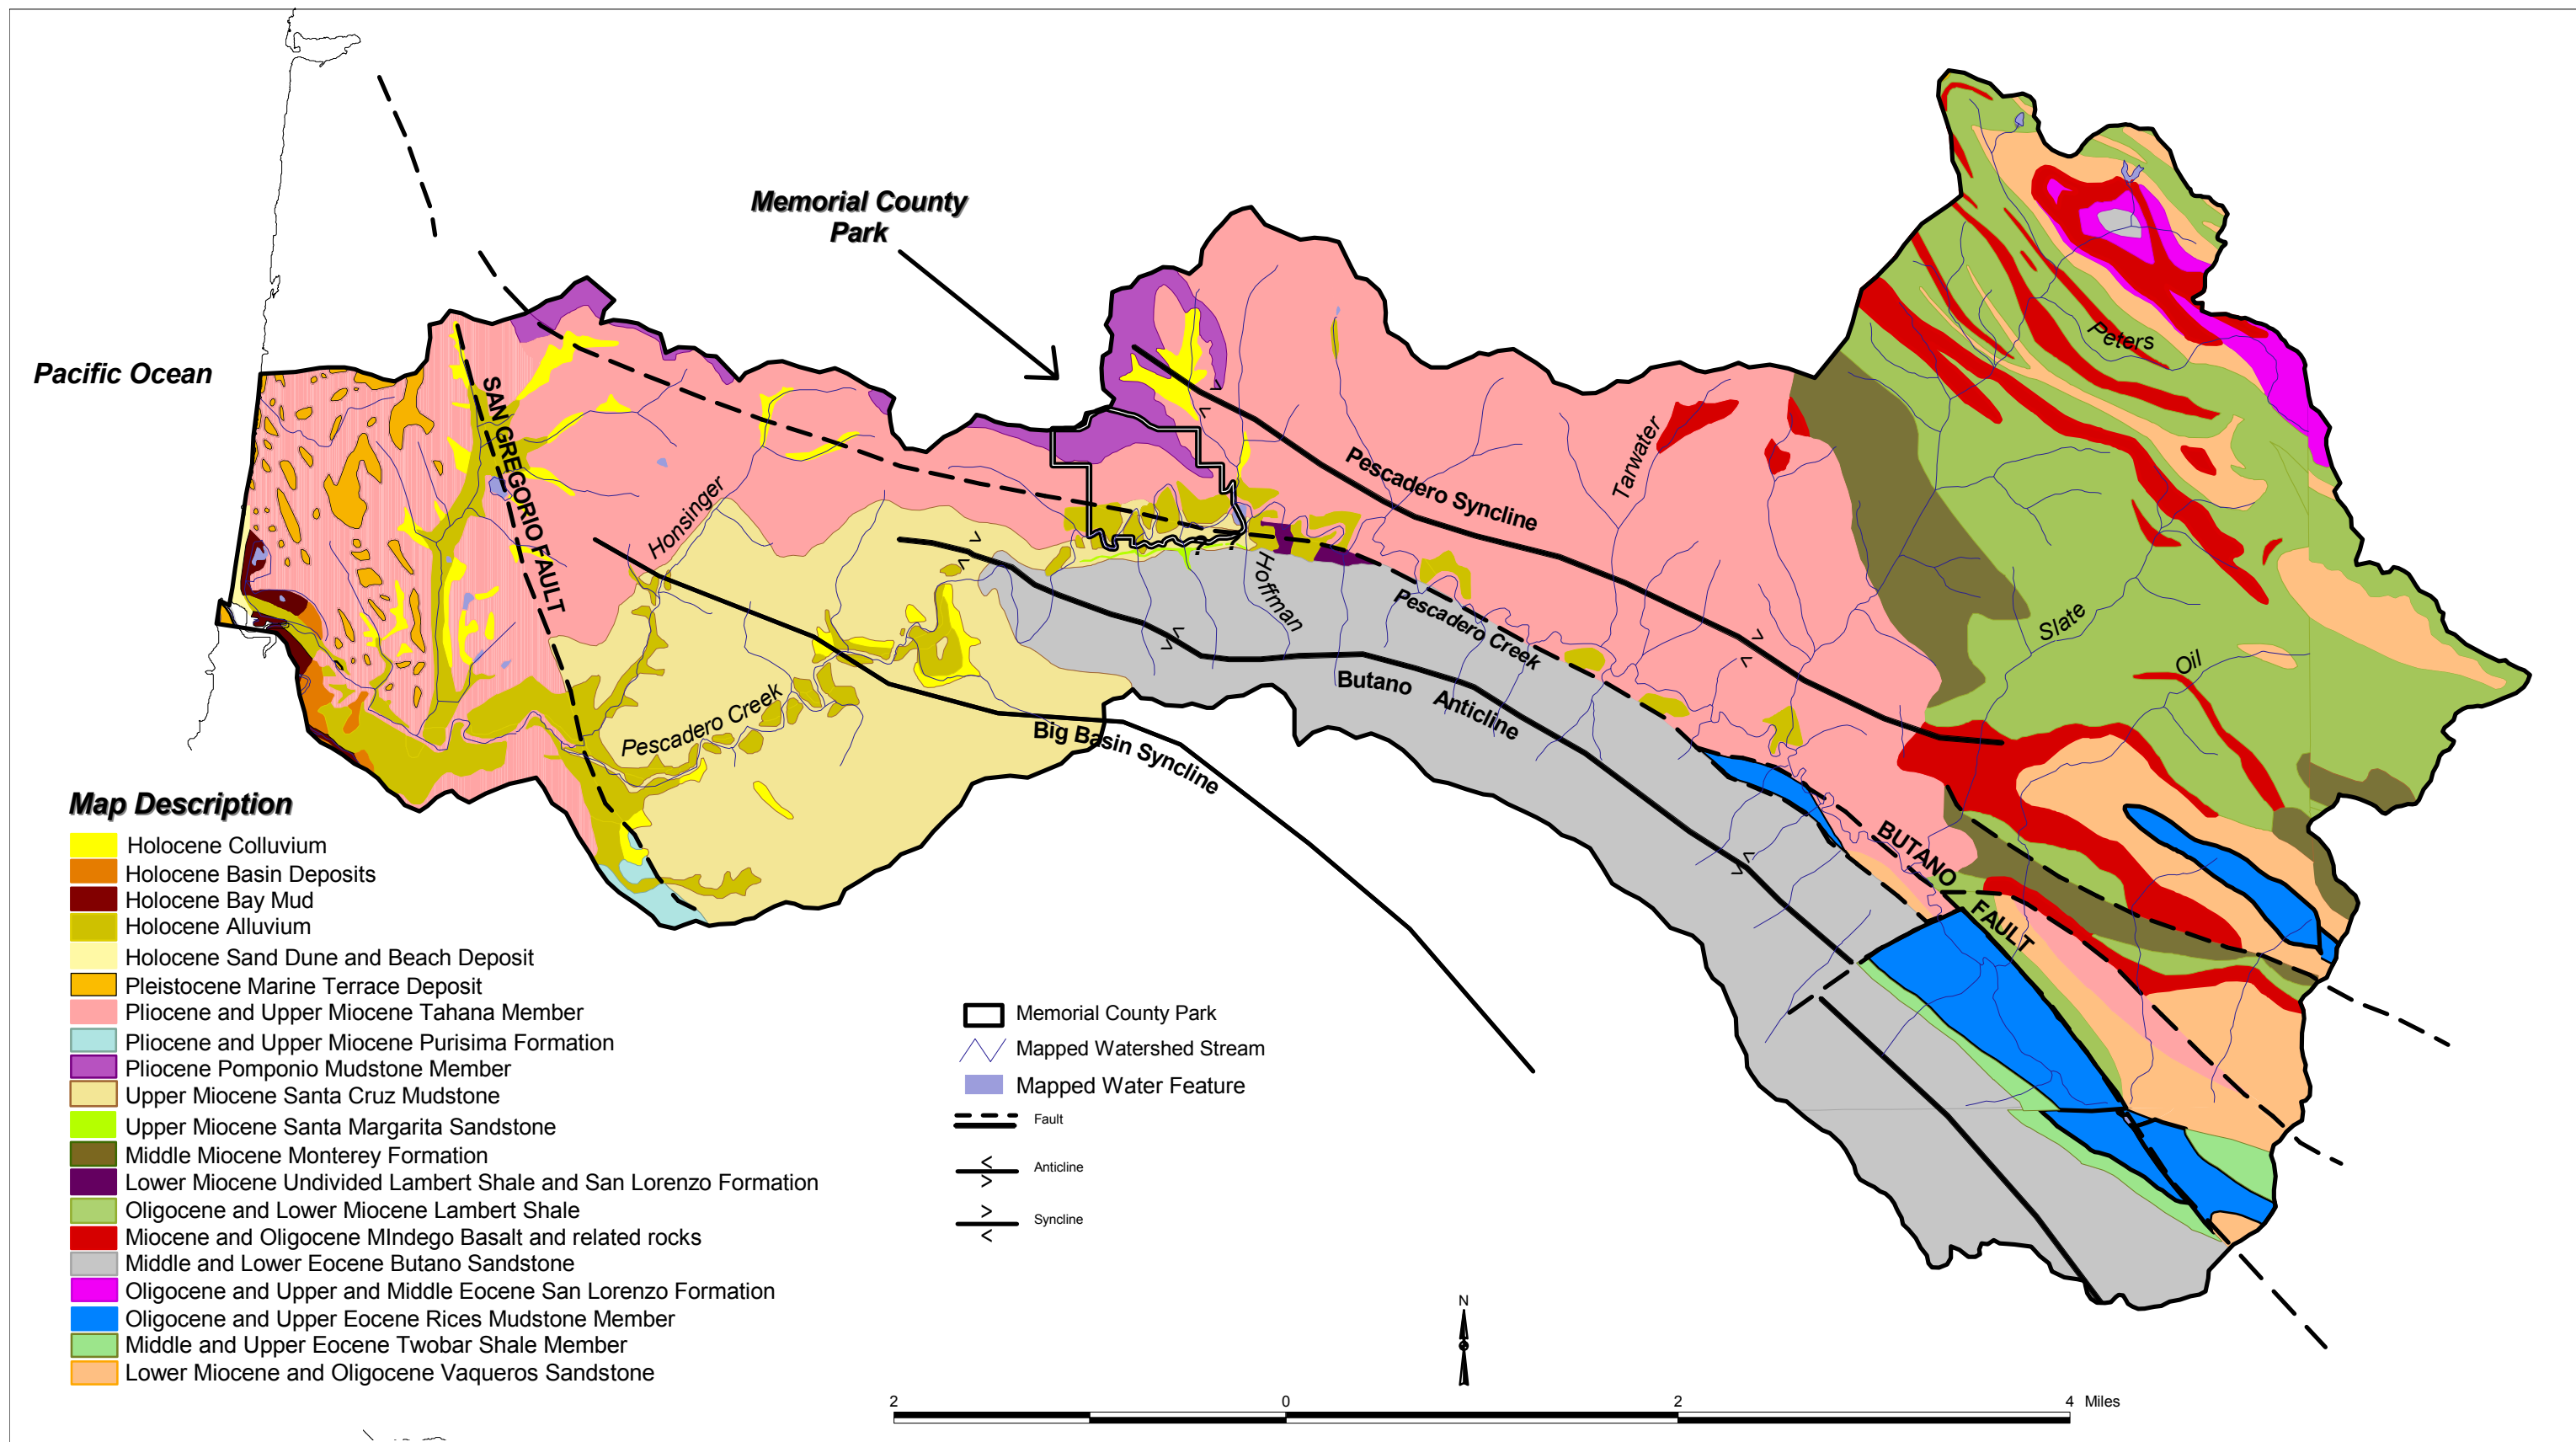 Memorial County
Park
Pacific Ocean
SAN GREGORIO FAULT
Honsinger
Pescadero Creek
Big Basin Syncline
Hoffman
?
?
Pescadero Syncline
Pescadero Creek
Butano Anticline
Tarwater
Peters
Slate
Oil
BUTANO
FAULT
Map Description
Holocene Colluvium
Holocene Basin Deposits
Holocene Bay Mud
Holocene Alluvium
Holocene Sand Dune and Beach Deposit
Pleistocene Marine Terrace Deposit
Pliocene and Upper Miocene Tahana Member
Pliocene and Upper Miocene Purisima Formation
Pliocene Pomponio Mudstone Member
Upper Miocene Santa Cruz Mudstone
Upper Miocene Santa Margarita Sandstone
Middle Miocene Monterey Formation
Lower Miocene Undivided Lambert Shale and San Lorenzo Formation
Oligocene and Lower Miocene Lambert Shale
Miocene and Oligocene MIndego Basalt and related rocks
Middle and Lower Eocene Butano Sandstone
Oligocene and Upper and Middle Eocene San Lorenzo Formation
Oligocene and Upper Eocene Rices Mudstone Member
Middle and Upper Eocene Twobar Shale Member
Lower Miocene and Oligocene Vaqueros Sandstone
Memorial County Park
Mapped Watershed Stream
Mapped Water Feature
Fault
Anticline
Syncline
N
2 0 2 4 Miles